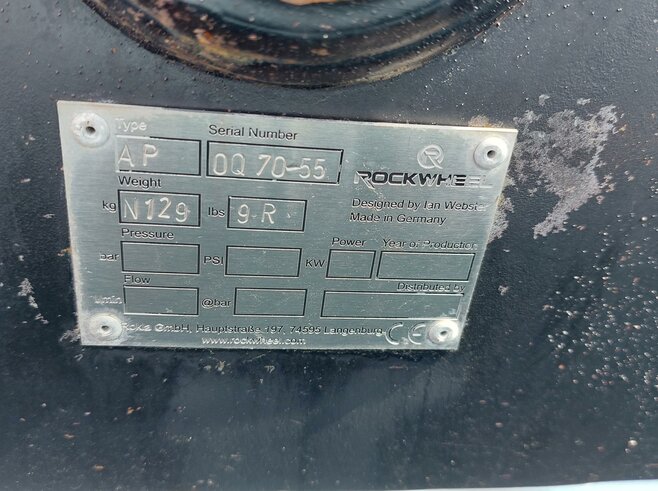 Type
Serial Number
AP
OQ 70-55
ROCKWHEEL
Weight
kg N129 lbs 9-R
Designed by Ian Webster
Made in Germany
Pressure
Power
Year of Production
bar
PSI
KW
Flow
Distributed by
l/min
@bar
RoKla GmbH, Hauptstraße 197, 74595 Langenburg
CE
www.rockwheel.com